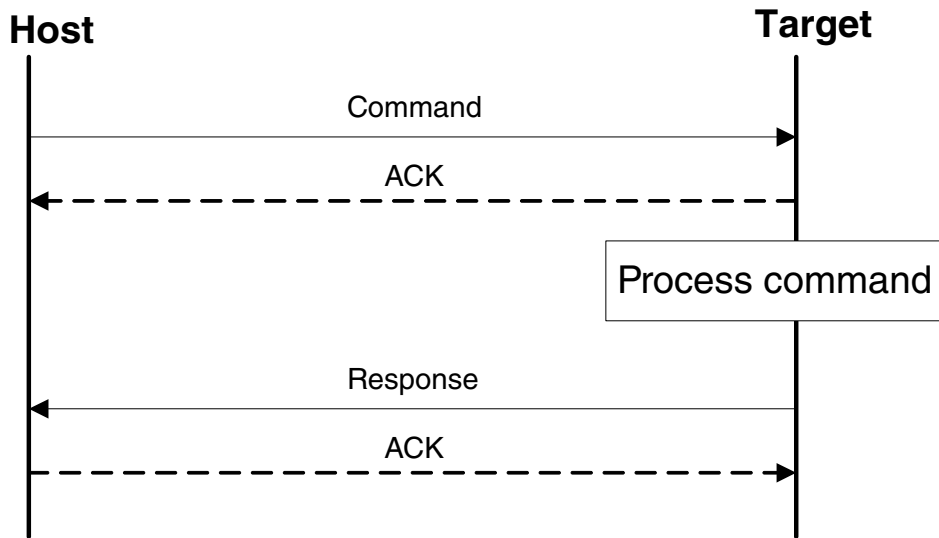 Host
Target
Command
ACK
Process command
Response
ACK